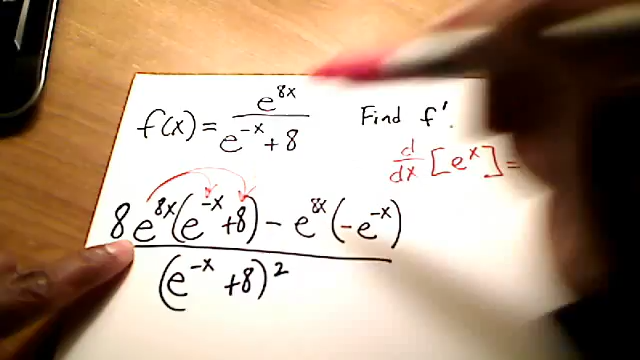 f(x) = e^{8x} / (e^{-x} + 8) Find f'.
d/dx [e^x] =
8e^{8x}(e^{-x} + 8) - e^{8x}(-e^{-x})
(e^{-x} + 8)^2